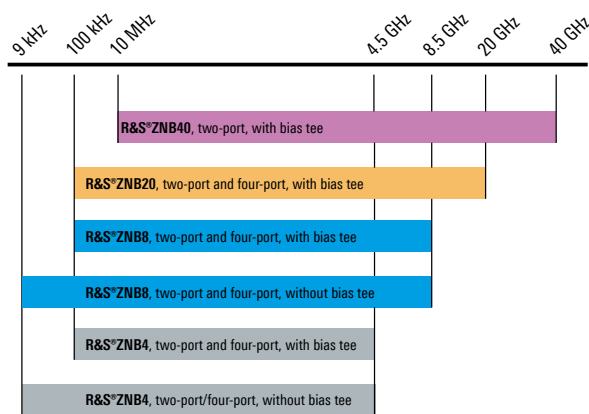 9 kHz 100 kHz 10 MHz 4.5 GHz 8.5 GHz 20 GHz 40 GHz
R&S®ZNB40, two-port, with bias tee
R&S®ZNB20, two-port and four-port, with bias tee
R&S®ZNB8, two-port and four-port, with bias tee
R&S®ZNB8, two-port and four-port, without bias tee
R&S®ZNB4, two-port and four-port, with bias tee
R&S®ZNB4, two-port/four-port, without bias tee